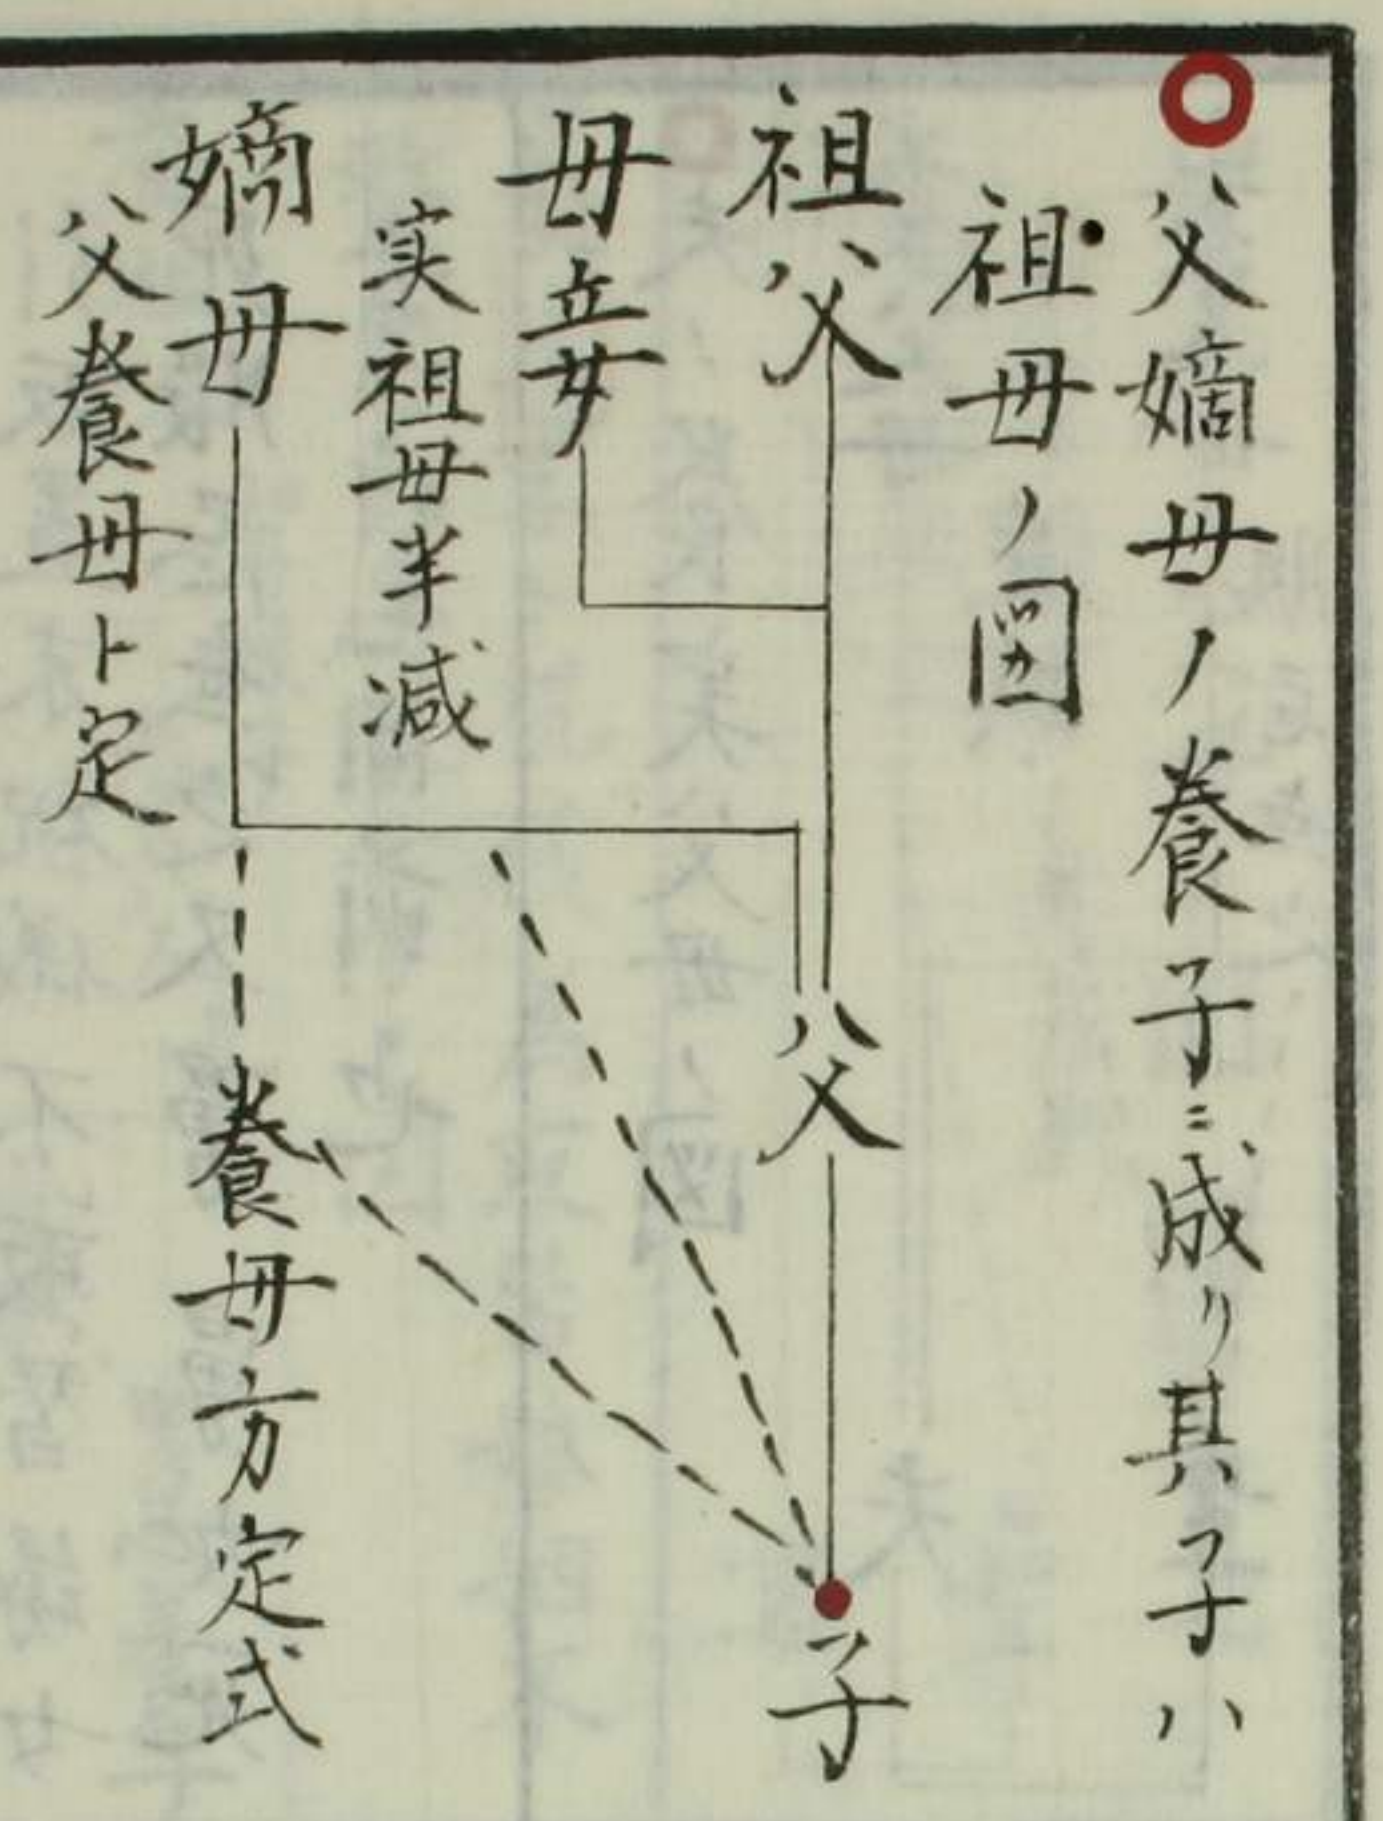 父嫡母ノ養子ニ成リ其子ハ
祖母ノ図
祖父
父
子
母妾
実祖母半減
嫡母
養母方定式
父養母ト定